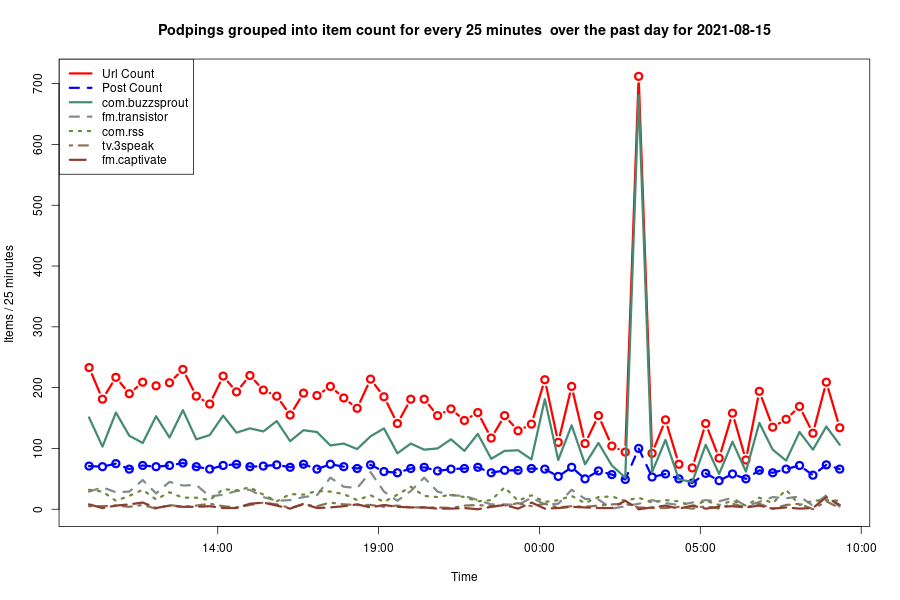 Podpings grouped into item count for every 25 minutes  over the past day for 2021-08-15
Url Count
Post Count
com.buzzsprout
fm.transistor
com.rss
tv.3speak
fm.captivate
700
600
500
400
300
200
100
0
Items / 25 minutes
14:00
19:00
00:00
05:00
10:00
Time